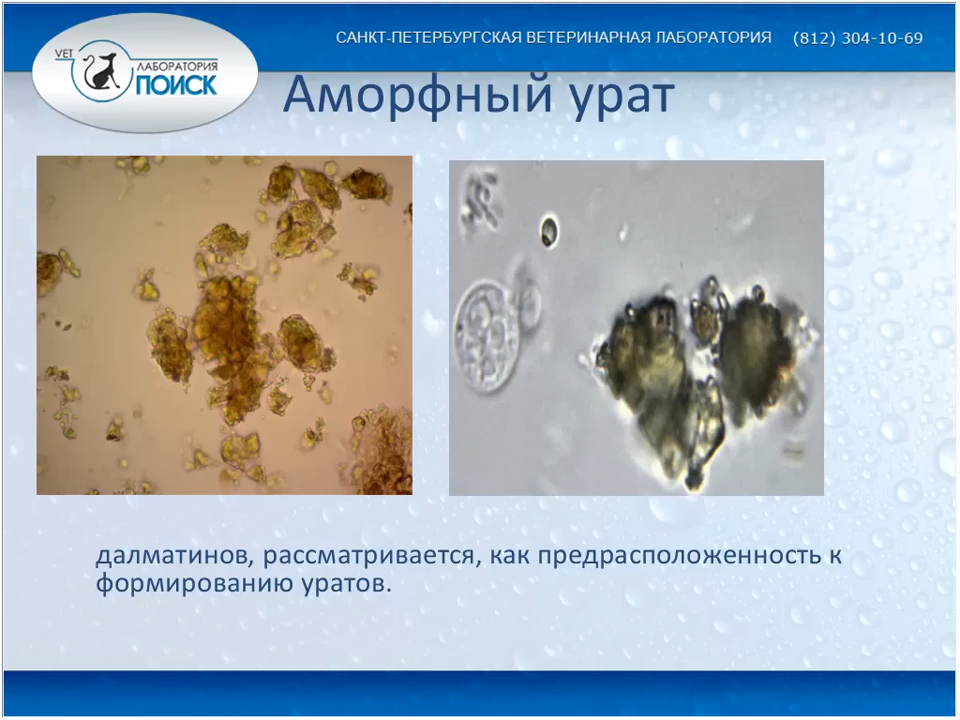 VET
ЛАБОРАТОРИЯ
ПОИСК
САНКТ-ПЕТЕРБУРГСКАЯ ВЕТЕРИНАРНАЯ ЛАБОРАТОРИЯ (812) 304-10-69
Аморфный урат
далматинов, рассматривается, как предрасположенность к
формированию уратов.